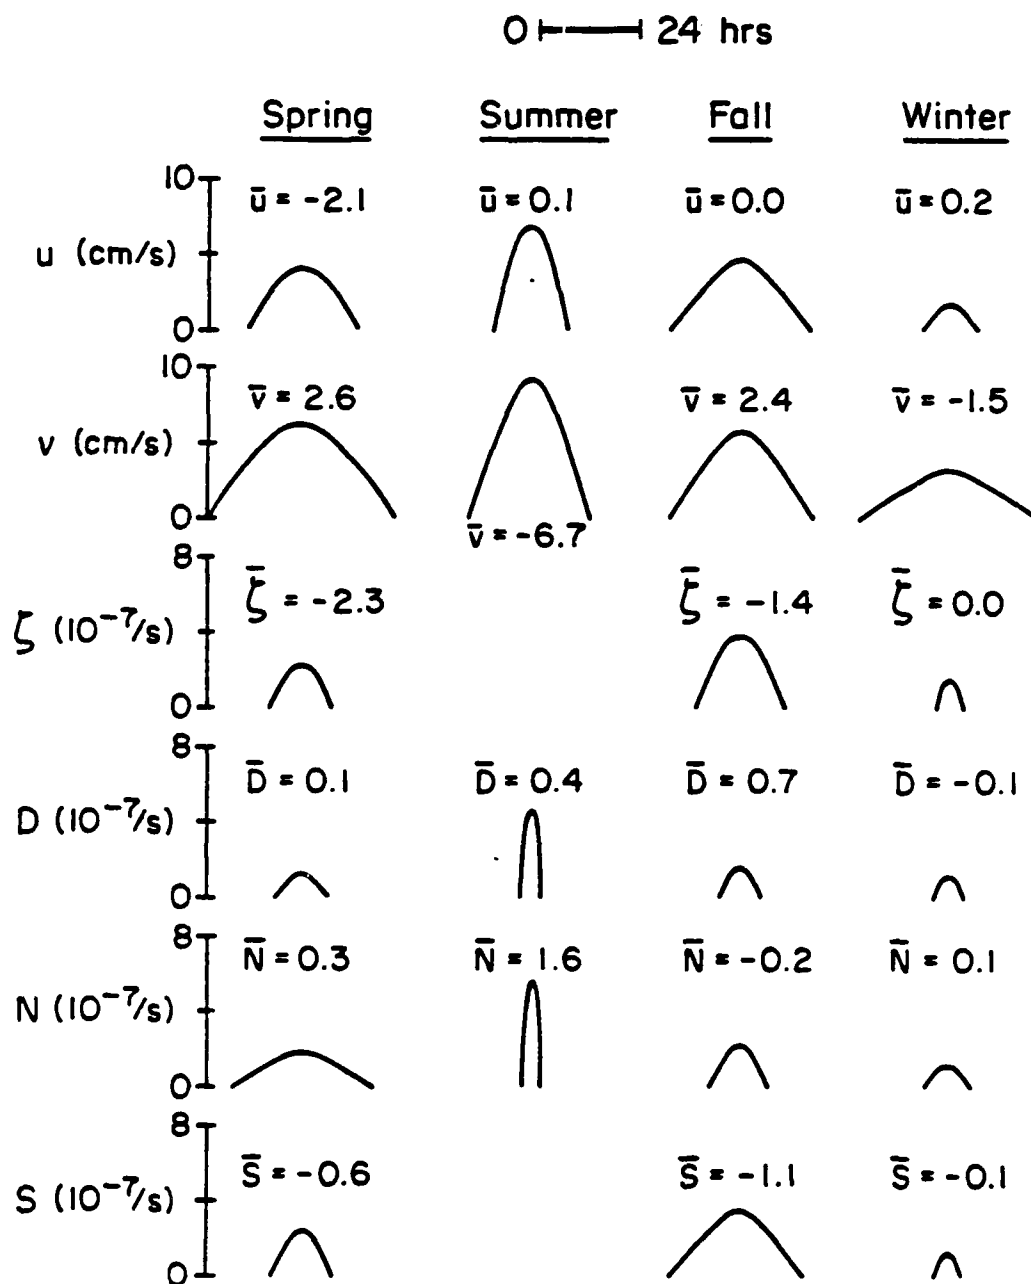 0 24 hrs
Spring Summer Fall Winter
10
u̅ = -2.1 u̅ = 0.1 u̅ = 0.0 u̅ = 0.2
u (cm/s)
0
10
v̅ = 2.6 v̅ = 2.4 v̅ = -1.5
v (cm/s)
0
v̅ = -6.7
8
ζ̅ = -2.3 ζ̅ = -1.4 ζ̅ = 0.0
ζ (10⁻⁷/s)
0
8
D̅ = 0.1 D̅ = 0.4 D̅ = 0.7 D̅ = -0.1
D (10⁻⁷/s)
0
8
N̅ = 0.3 N̅ = 1.6 N̅ = -0.2 N̅ = 0.1
N (10⁻⁷/s)
0
8
S̅ = -0.6 S̅ = -1.1 S̅ = -0.1
S (10⁻⁷/s)
0